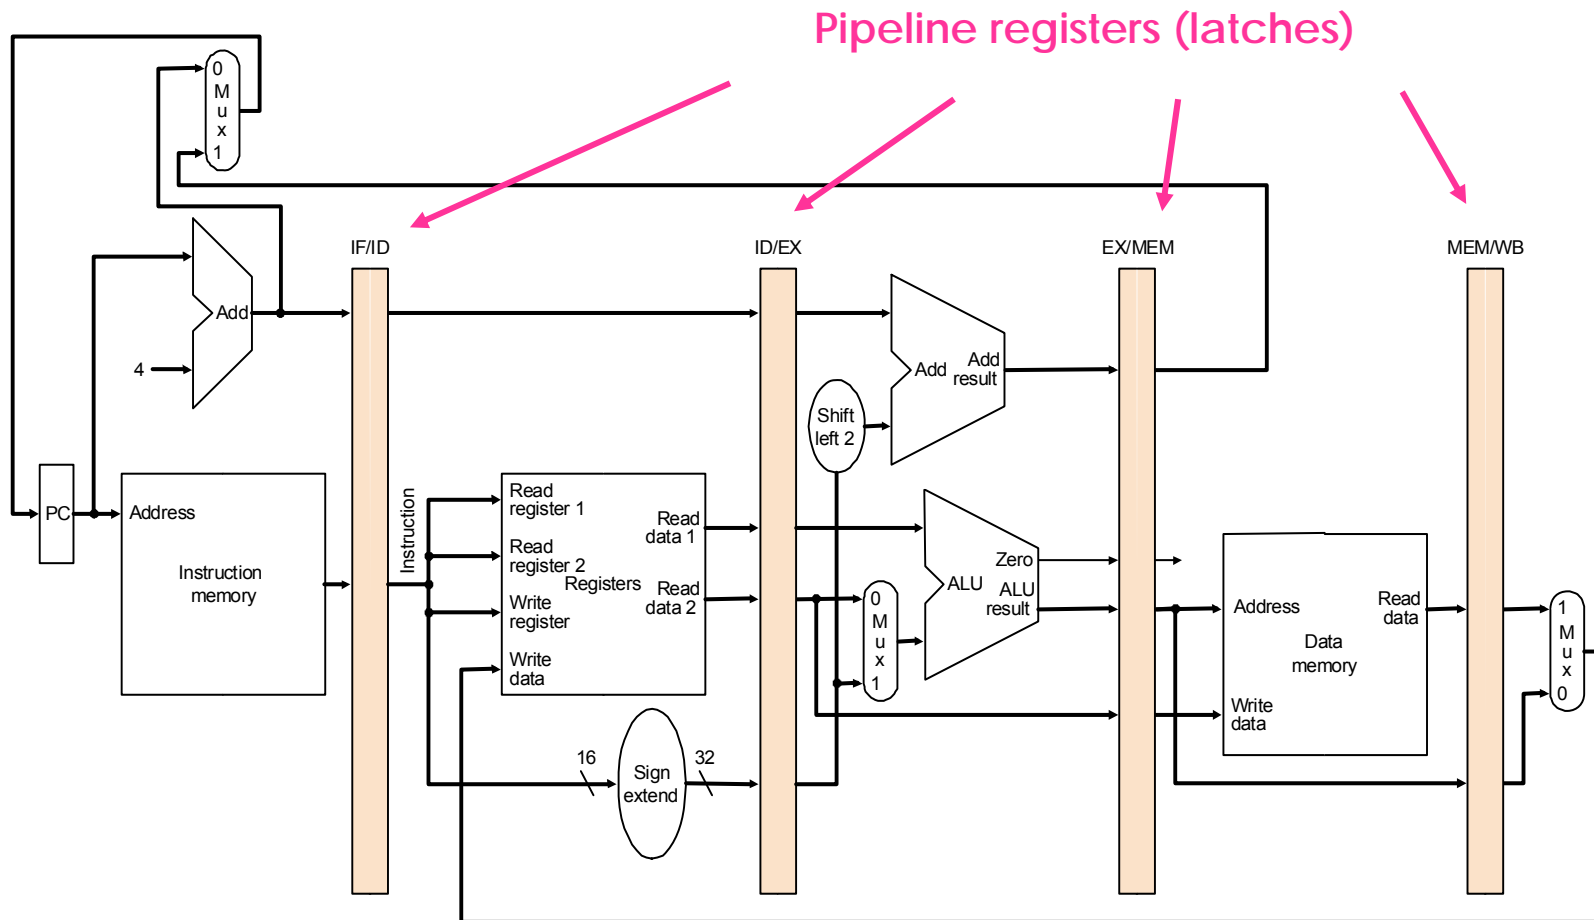 Pipeline registers (latches)
0
M
u
x
1
IF/ID
ID/EX
EX/MEM
MEM/WB
Add
4
Add
Add
result
Shift
left 2
PC
Address
Instruction
memory
Instruction
Read
register 1
Read
register 2
Registers
Write
register
Write
data
Read
data 1
Read
data 2
16
Sign
extend
32
0
M
u
x
1
Zero
ALU
ALU
result
Address
Read
data
Data
memory
Write
data
1
M
u
x
0